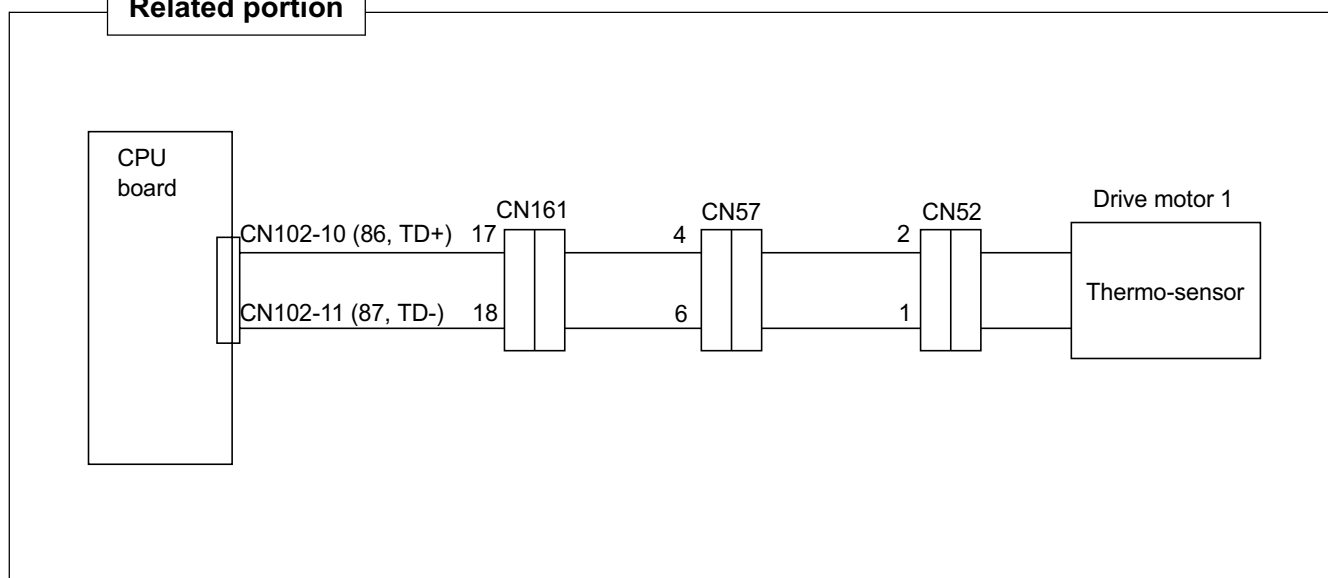 Related portion
CPU
board
CN102-10 (86, TD+) 17
CN161
4
CN57
2
CN52
Drive motor 1
CN102-11 (87, TD-) 18
6
1
Thermo-sensor